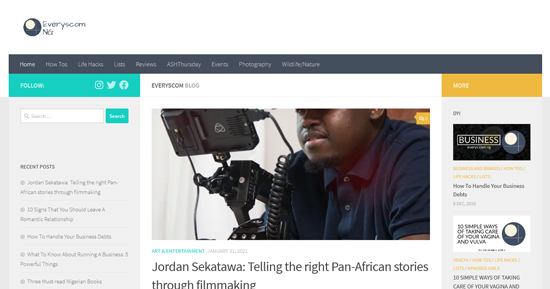 Everyscom
NG
Home How Tos Life Hacks Lists Reviews ASHThursday Events Photography Wildlife/Nature
FOLLOW:
Search ...
Search
RECENT POSTS
Jordan Sekatawa: Telling the right Pan-
African stories through filmmaking
10 Signs That You Should Leave A
Romantic Relationship
How To Handle Your Business Debts
What To Know About Running A Business: 5
Powerful Things
Three Must-read Nigerian Books
EVERYSCOM BLOG
ART & ENTERTAINMENT JANUARY 31, 2021
Jordan Sekatawa: Telling the right Pan-African stories
through filmmaking
MORE
DIY!
BUSINESS
BUSINESS AND BRANDS / HOW TOS /
LIFE HACKS / LISTS
How To Handle Your Business
Debts
4 DEC, 2020
10 SIMPLE WAYS
OF TAKING CARE
OF YOUR VAGINA
AND VULVA
HEALTH / HOW TOS / LIFE HACKS /
LISTS
10 SIMPLE WAYS OF TAKING
CARE OF YOUR VAGINA AND